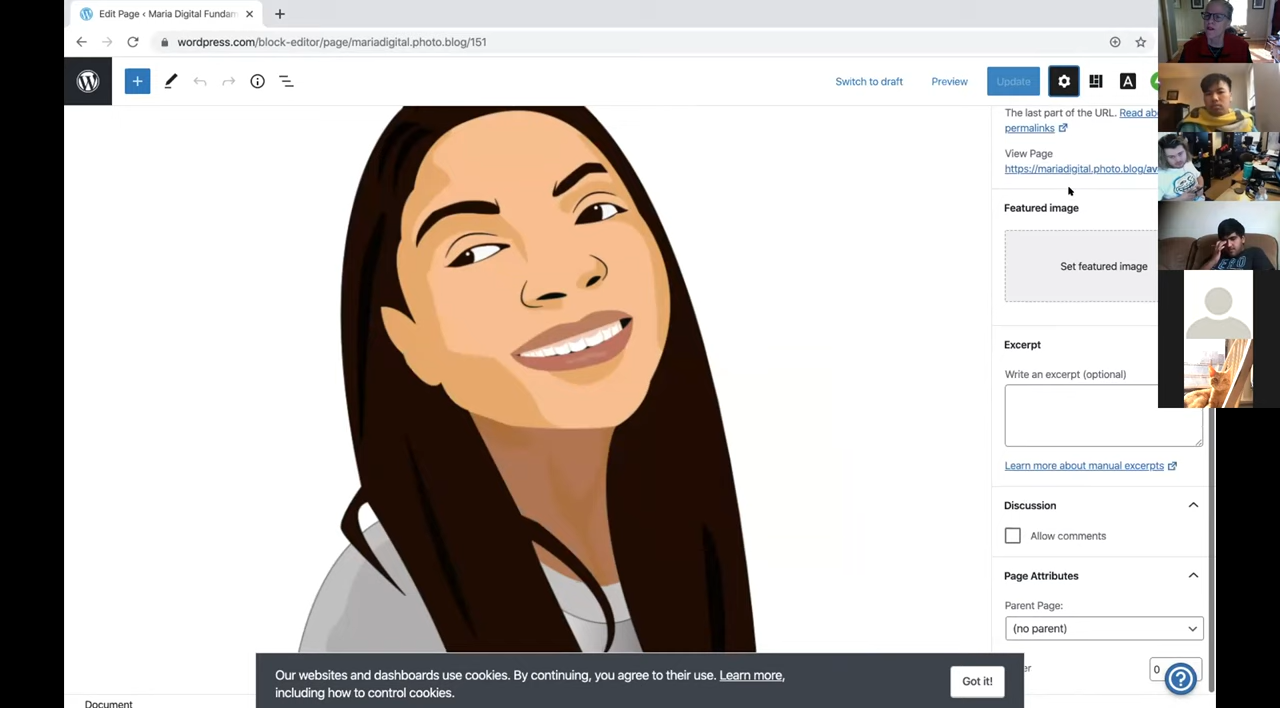 Edit Page ‹ Maria Digital Fundam
wordpress.com/block-editor/page/mariadigital.photo.blog/151
Switch to draft
Preview
Update
The last part of the URL. Read abo
permalinks
View Page
https://mariadigital.photo.blog/av
Featured image
Set featured image
Excerpt
Write an excerpt (optional)
Learn more about manual excerpts
Discussion
Allow comments
Page Attributes
Parent Page:
(no parent)
0
Our websites and dashboards use cookies. By continuing, you agree to their use. Learn more,
including how to control cookies.
Got it!
Document